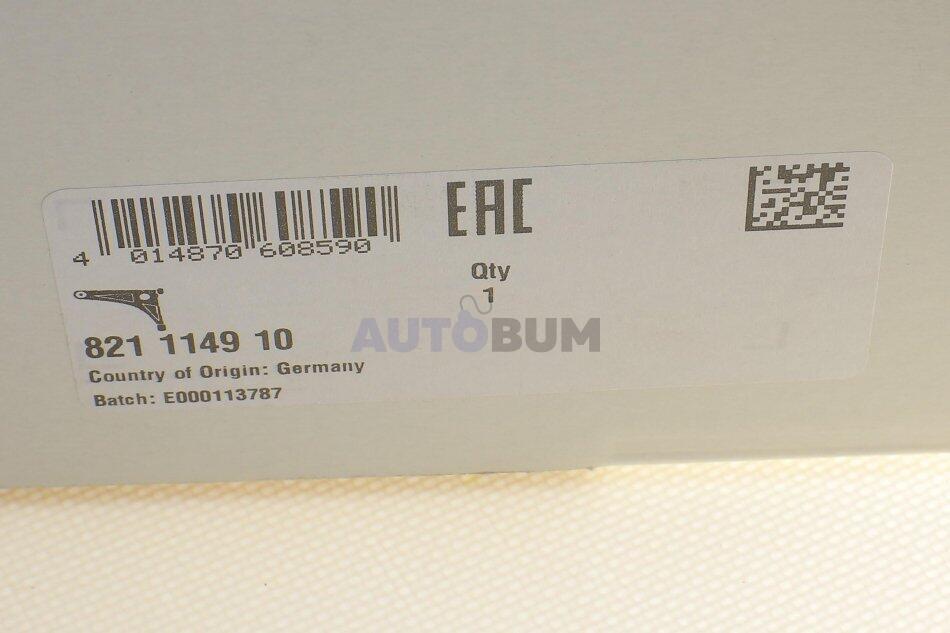 4 014870 608590
EAC
Qty
1
AUTOBUM
821 1149 10
Country of Origin: Germany
Batch: E000113787